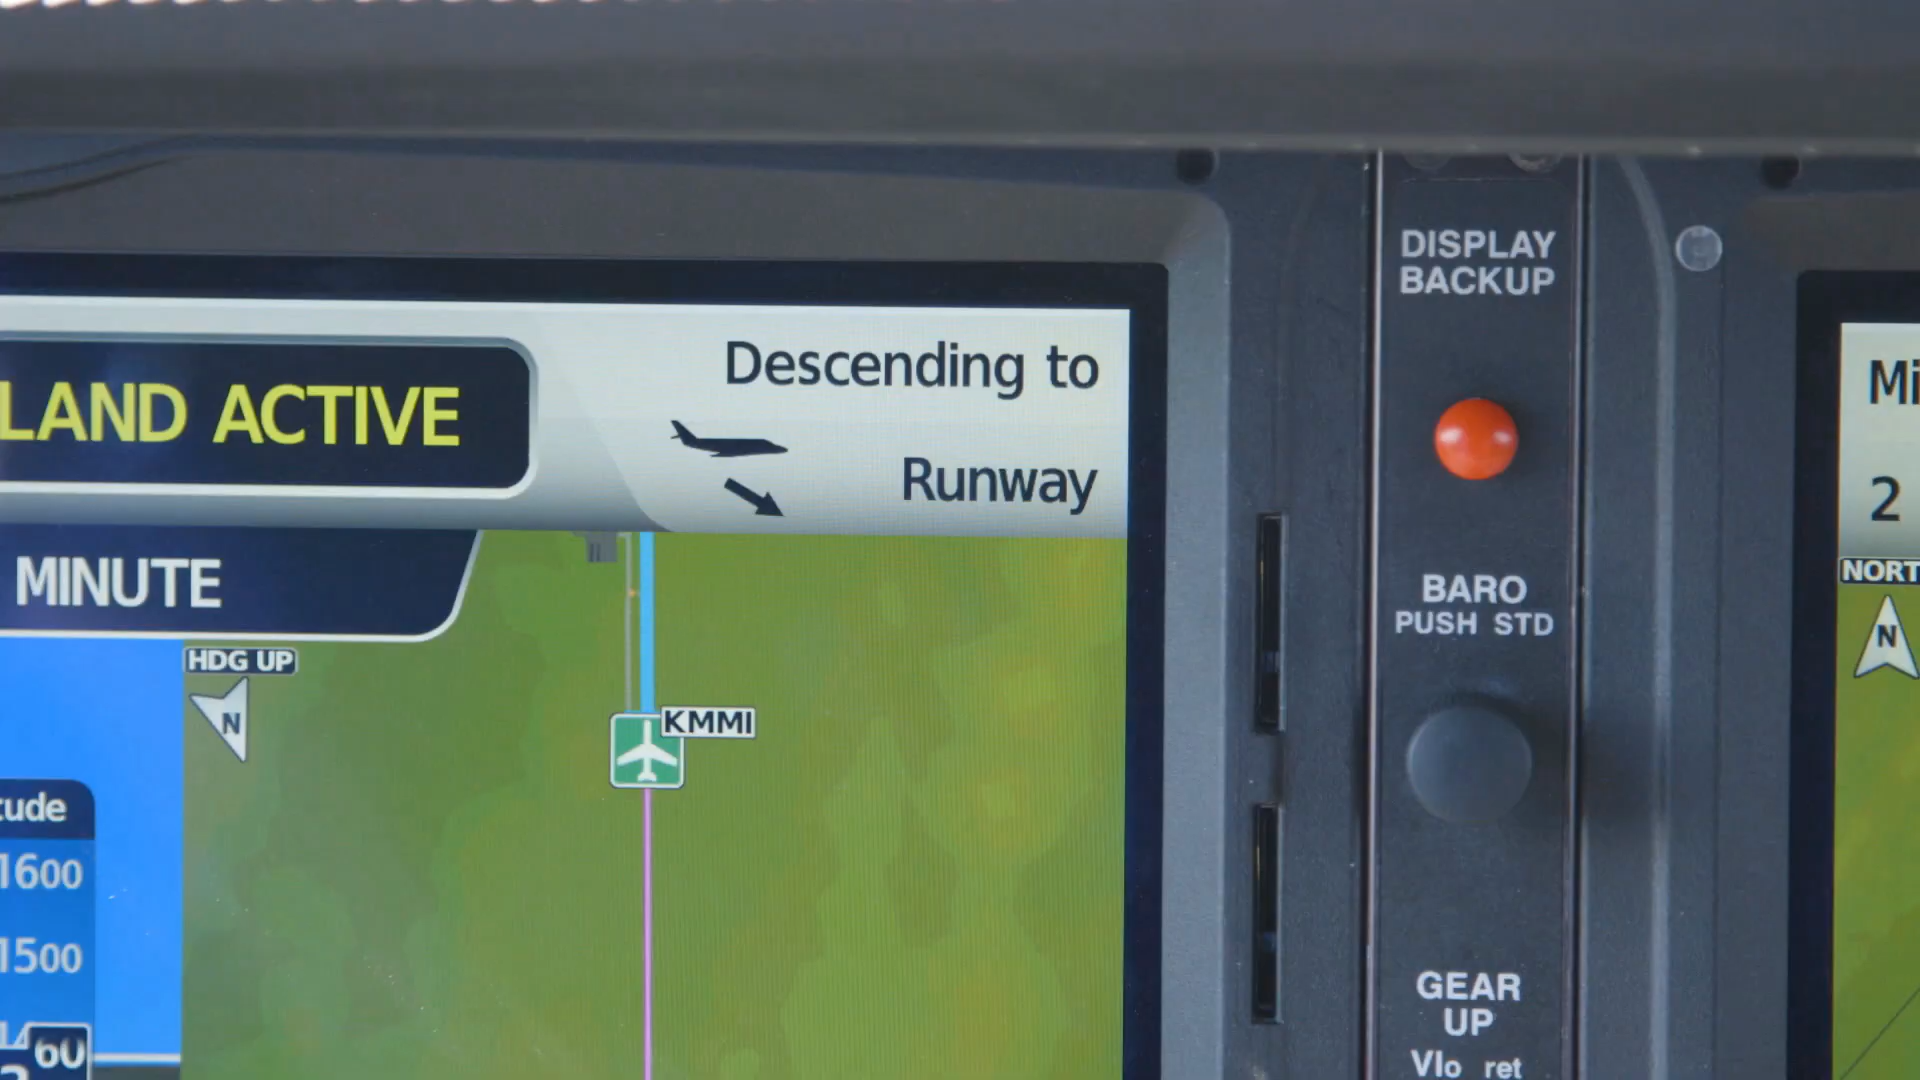 LAND ACTIVE
Descending to
Runway
MINUTE
HDG UP
N
KMMI
1600
1500
60
DISPLAY
BACKUP
BARO
PUSH STD
GEAR
UP
Vlo ret
2
N